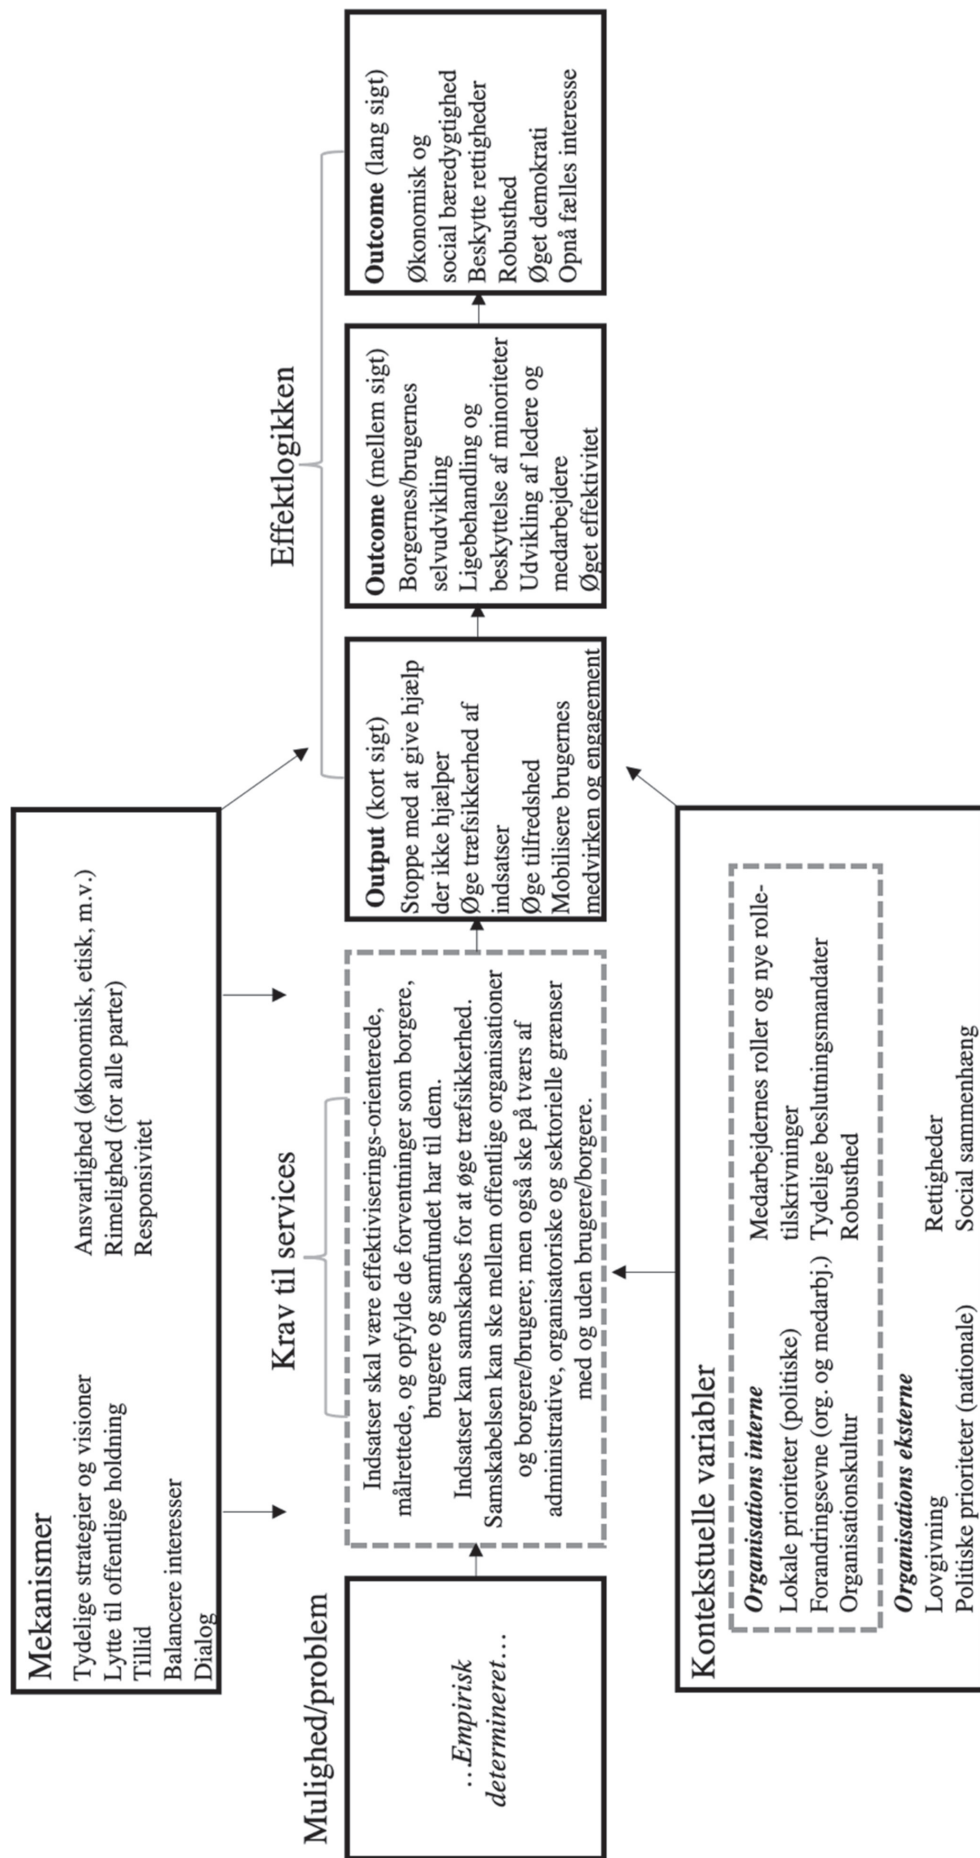 Mekanismer
Tydelige strategier og visioner
Lytte til offentlige holdning
Tillid
Balancere interesser
Dialog
Ansvarlighed (økonomisk, etisk, m.v.)
Rimelighed (for alle parter)
Responsivitet
Mulighed/problem
…Empirisk
determineret…
Krav til services
Indsatser skal være effektiviserings-orienterede,
målrettede, og opfylde de forventninger som borgere,
brugere og samfundet har til dem.
Indsatser kan samskabes for at øge træfsikkerhed.
Samskabelsen kan ske mellem offentlige organisationer
og borgere/brugere; men også ske på tværs af
administrative, organisatoriske og sektorielle grænser
med og uden brugere/borgere.
Effektlogikken
Output (kort sigt)
Stoppe med at give hjælp
der ikke hjælper
Øge træfsikkerhed af
indsatser
Øge tilfredshed
Mobilisere brugernes
medvirken og engagement
Outcome (mellem sigt)
Borgernes/brugernes
selvudvikling
Ligebehandling og
beskyttelse af minoriteter
Udvikling af ledere og
medarbejdere
Øget effektivitet
Outcome (lang sigt)
Økonomisk og
social bæredygtighed
Beskytte rettigheder
Robusthed
Øget demokrati
Opnå fælles interesse
Kontekstuelle variabler
Organisations interne
Lokale prioriteter (politiske)
Forandringsevne (org. og medarbj.)
Organisationskultur
Medarbejdernes roller og nye rolle-
tilskrivninger
Tydelige beslutningsmandater
Robusthed
Organisations eksterne
Lovgivning
Politiske prioriteter (nationale)
Rettigheder
Social sammenhæng